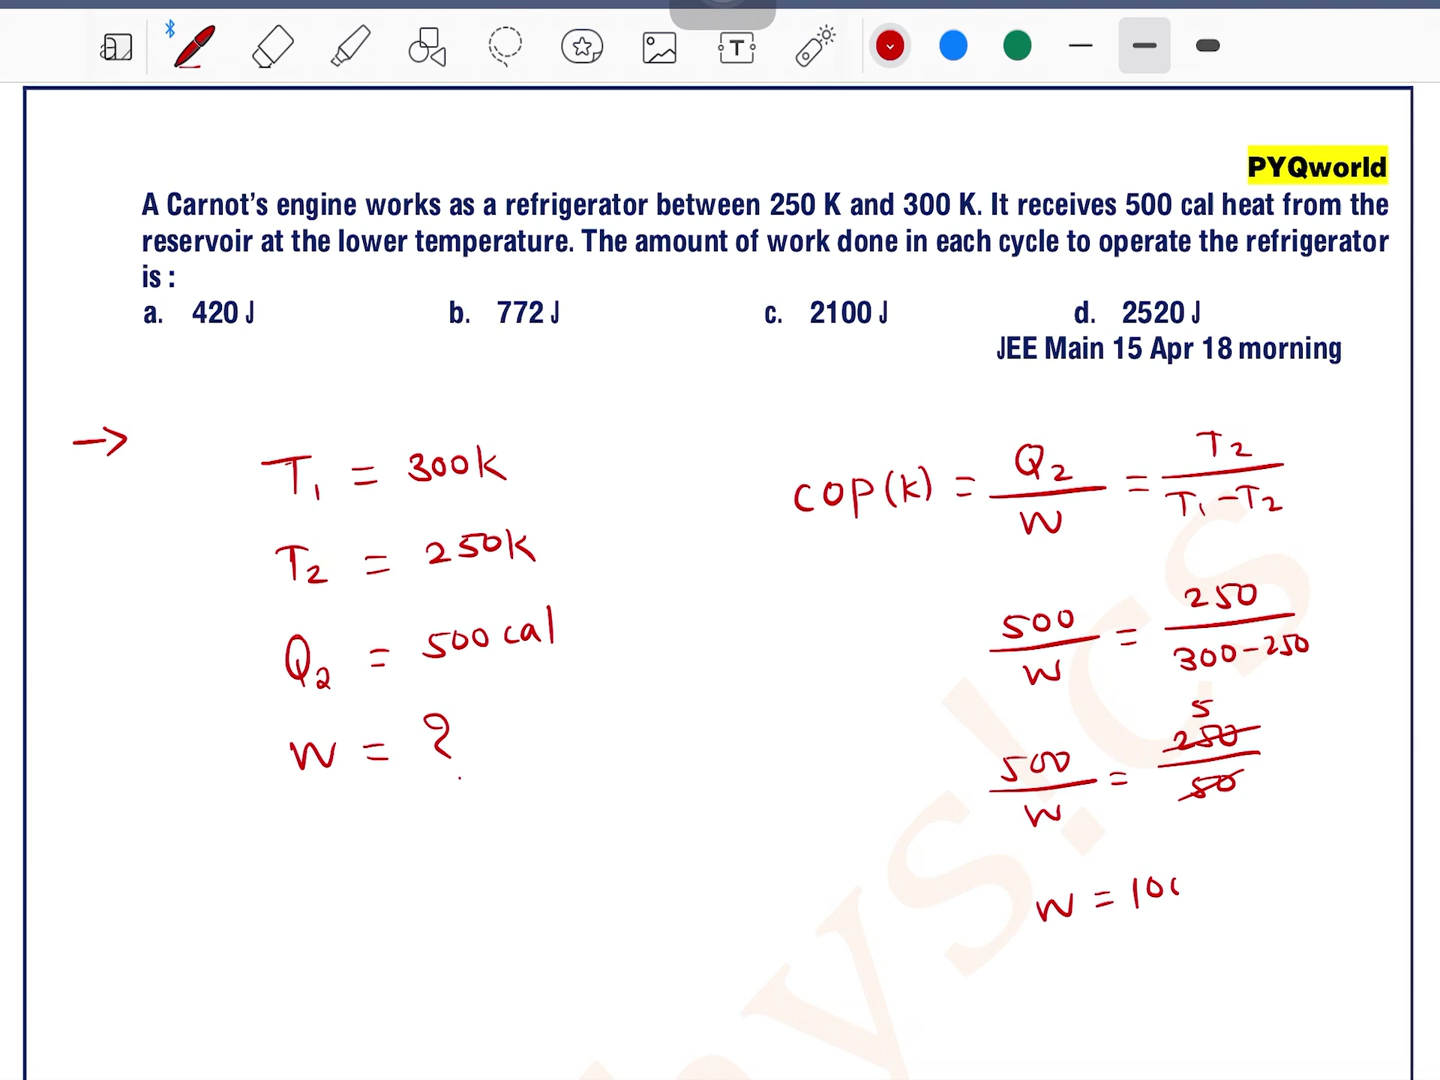 PYQworld
A Carnot's engine works as a refrigerator between 250 K and 300 K. It receives 500 cal heat from the
reservoir at the lower temperature. The amount of work done in each cycle to operate the refrigerator
is :
a. 420 J b. 772 J c. 2100 J d. 2520 J
JEE Main 15 Apr 18 morning
→
T₁ = 300K
T₂ = 250K
Q₂ = 500 cal
W = ?
COP(K) = Q₂/W = T₂/T₁-T₂
500/W = 250/300-250
5
500/W = 250/50
W = 100